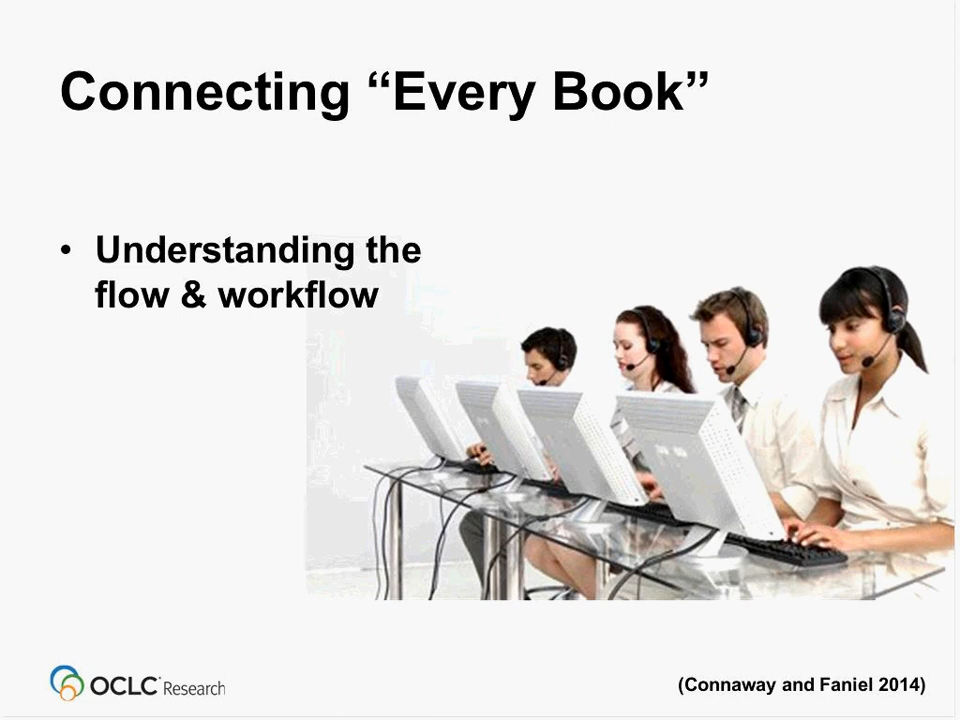 Connecting “Every Book”
• Understanding the
flow & workflow
OCLC Research
(Connaway and Faniel 2014)